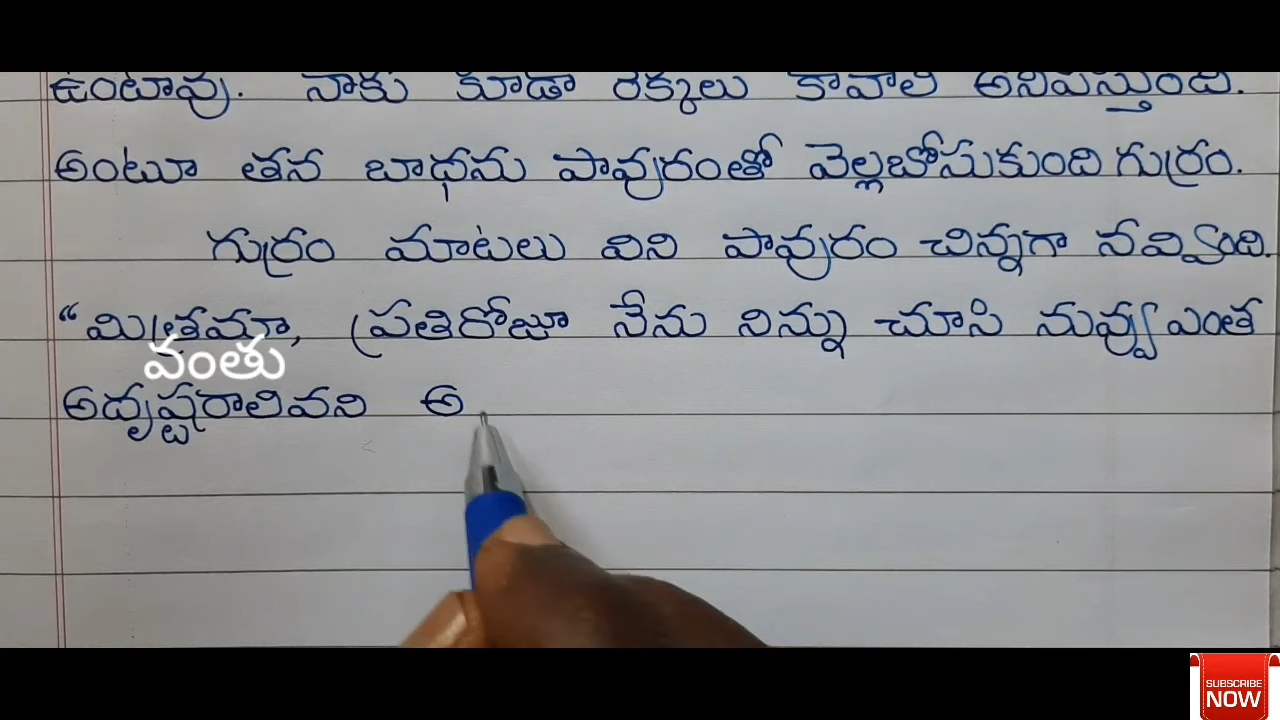 ఉంటావు. నాకు కూడా రెక్కలు కావాలి అనిపిస్తుంది.
అంటూ తన బాధను పావురంతో వెల్లబోసుకుంది గుర్రం.
గుర్రం మాటలు విని పావురం చిన్నగా నవ్వింది.
“మిత్రమా, ప్రతిరోజూ నేను నిన్ను చూసి నువ్వు ఎంత
వంతు
అదృష్టరాలివని అ
SUBSCRIBE
NOW